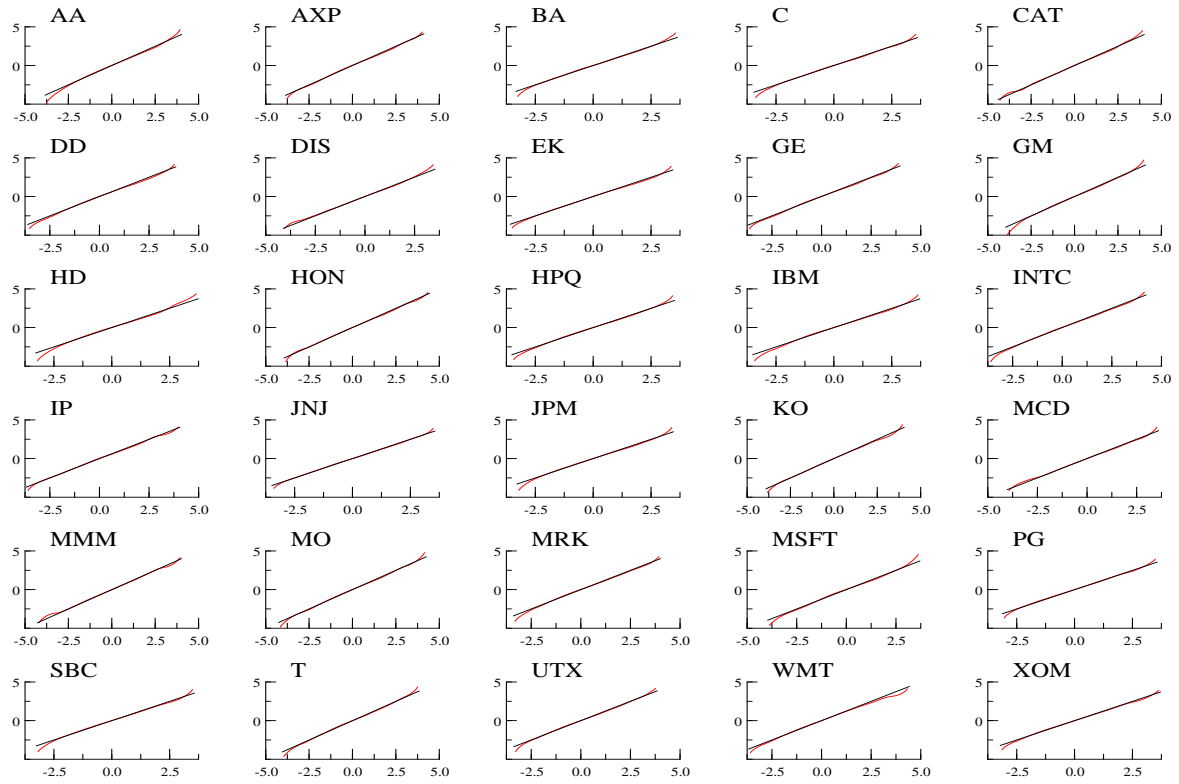 AA AXP BA C CAT
5 5 5 5 5
0 0 0 0 0
-5.0 -2.5 0.0 2.5 5.0 -5.0 -2.5 0.0 2.5 5.0 -2.5 0.0 2.5 -2.5 0.0 2.5 -5.0 -2.5 0.0 2.5 5.0
DD DIS EK GE GM
5 5 5 5 5
0 0 0 0 0
-2.5 0.0 2.5 5.0 -5.0 -2.5 0.0 2.5 5.0 -2.5 0.0 2.5 -2.5 0.0 2.5 5.0 -5.0 -2.5 0.0 2.5 5.0
HD HON HPQ IBM INTC
5 5 5 5 5
0 0 0 0 0
-2.5 0.0 2.5 -5.0 -2.5 0.0 2.5 5.0 -2.5 0.0 2.5 -2.5 0.0 2.5 -2.5 0.0 2.5 5.0
IP JNJ JPM KO MCD
5 5 5 5 5
0 0 0 0 0
-2.5 0.0 2.5 5.0 -2.5 0.0 2.5 -2.5 0.0 2.5 -5.0 -2.5 0.0 2.5 5.0 -5.0 -2.5 0.0 2.5
MMM MO MRK MSFT PG
5 5 5 5 5
0 0 0 0 0
-5.0 -2.5 0.0 2.5 5.0 -5.0 -2.5 0.0 2.5 5.0 -2.5 0.0 2.5 5.0 -5.0 -2.5 0.0 2.5 -2.5 0.0 2.5
SBC T UTX WMT XOM
5 5 5 5 5
0 0 0 0 0
-2.5 0.0 2.5 -5.0 -2.5 0.0 2.5 5.0 -2.5 0.0 2.5 5.0 -2.5 0.0 2.5 5.0 -2.5 0.0 2.5